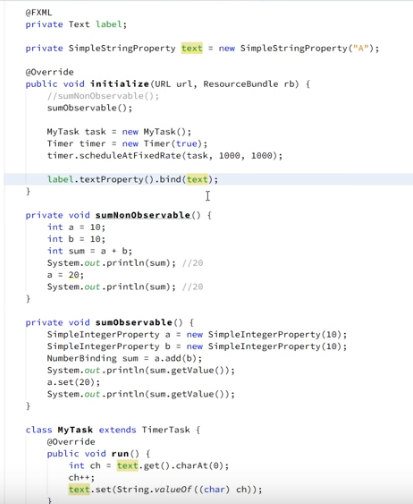 @FXML
private Text label;
private SimpleStringProperty text = new SimpleStringProperty("A");
@Override
public void initialize(URL url, ResourceBundle rb) {
//sumNonObservable();
sumObservable();
MyTask task = new MyTask();
Timer timer = new Timer(true);
timer.scheduleAtFixedRate(task, 1000, 1000);
label.textProperty().bind(text);
}
private void sumNonObservable() {
int a = 10;
int b = 10;
int sum = a + b;
System.out.println(sum); //20
a = 20;
System.out.println(sum); //20
}
private void sumObservable() {
SimpleIntegerProperty a = new SimpleIntegerProperty(10);
SimpleIntegerProperty b = new SimpleIntegerProperty(10);
NumberBinding sum = a.add(b);
System.out.println(sum.getValue());
a.set(20);
System.out.println(sum.getValue());
}
class MyTask extends TimerTask {
@Override
public void run() {
int ch = text.get().charAt(0);
ch++;
text.set(String.valueOf((char) ch));
}